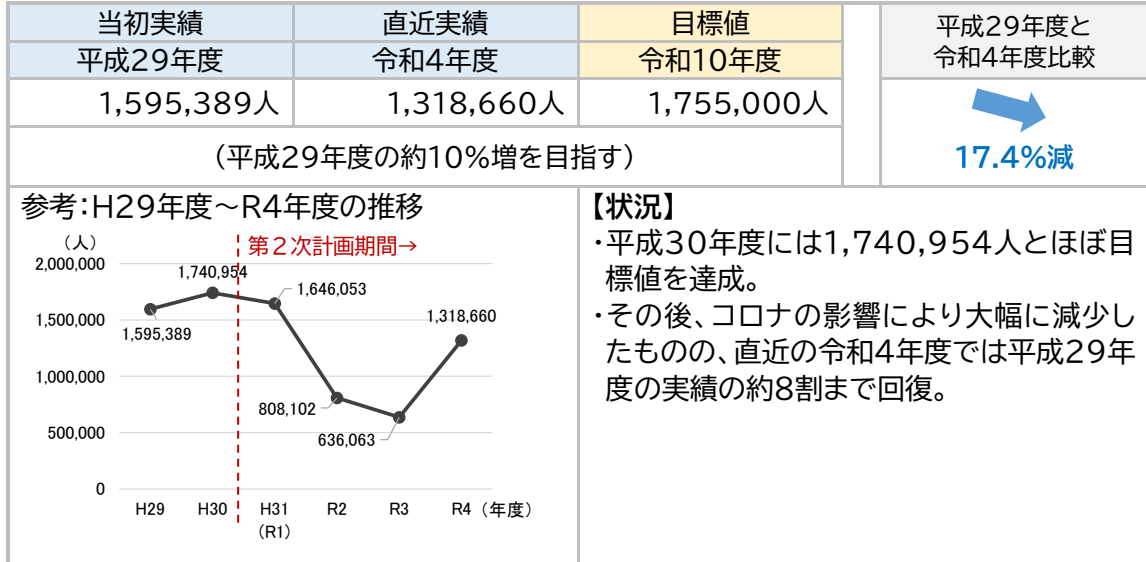 当初実績
直近実績
目標値
平成29年度と
令和4年度比較
平成29年度
令和4年度
令和10年度
1,595,389人
1,318,660人
1,755,000人
(平成29年度の約10%増を目指す)
17.4%減
参考:H29年度～R4年度の推移
(人)
第2次計画期間→
2,000,000
1,500,000
1,000,000
500,000
0
1,595,389
1,740,954
1,646,053
808,102
636,063
1,318,660
H29
H30
H31
(R1)
R2
R3
R4
(年度)
【状況】
・平成30年度には1,740,954人とほぼ目
標値を達成。
・その後、コロナの影響により大幅に減少し
たものの、直近の令和4年度では平成29年
度の実績の約8割まで回復。